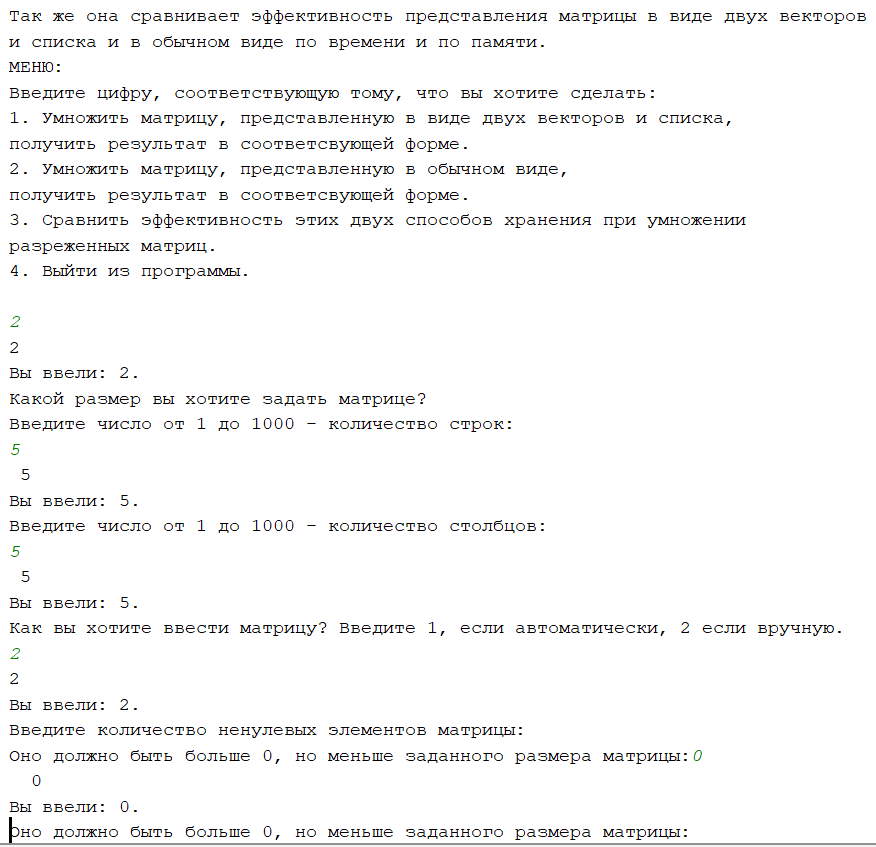 Так же она сравнивает эффективность представления матрицы в виде двух векторов
и списка и в обычном виде по времени и по памяти.
МЕНЮ:
Введите цифру, соответствующую тому, что вы хотите сделать:
1. Умножить матрицу, представленную в виде двух векторов и списка,
получить результат в соответсвующей форме.
2. Умножить матрицу, представленную в обычном виде,
получить результат в соответсвующей форме.
3. Сравнить эффективность этих двух способов хранения при умножении
разреженных матриц.
4. Выйти из программы.
2
2
Вы ввели: 2.
Какой размер вы хотите задать матрице?
Введите число от 1 до 1000 - количество строк:
5
5
Вы ввели: 5.
Введите число от 1 до 1000 - количество столбцов:
5
5
Вы ввели: 5.
Как вы хотите ввести матрицу? Введите 1, если автоматически, 2 если вручную.
2
2
Вы ввели: 2.
Введите количество ненулевых элементов матрицы:
Оно должно быть больше 0, но меньше заданного размера матрицы:0
0
Вы ввели: 0.
Оно должно быть больше 0, но меньше заданного размера матрицы: